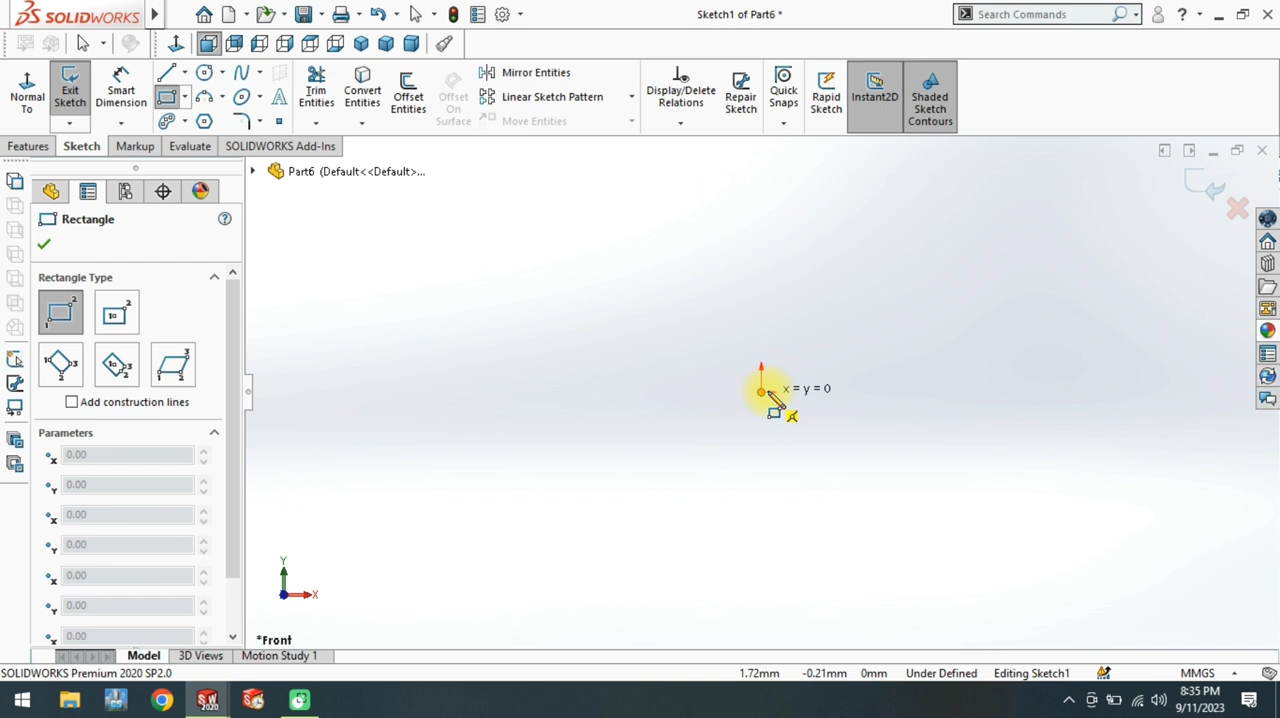 SOLIDWORKS
Sketch1 of Part6 *
Search Commands
?
Normal To
Exit Sketch
Smart Dimension
Trim Entities
Convert Entities
Offset Entities
Offset On Surface
Mirror Entities
Linear Sketch Pattern
Move Entities
Display/Delete Relations
Repair Sketch
Quick Snaps
Rapid Sketch
Instant2D
Shaded Sketch Contours
Features
Sketch
Markup
Evaluate
SOLIDWORKS Add-Ins
Part6 (Default<<Default>...
Rectangle
?
Rectangle Type
Add construction lines
Parameters
x 0.00
Y 0.00
x 0.00
Y 0.00
x 0.00
Y 0.00
x 0.00
x = y = 0
Y
X
*Front
Model
3D Views
Motion Study 1
SOLIDWORKS Premium 2020 SP2.0
1.72mm
-0.21mm
0mm
Under Defined
Editing Sketch1
MMGS
8:35 PM
9/11/2023